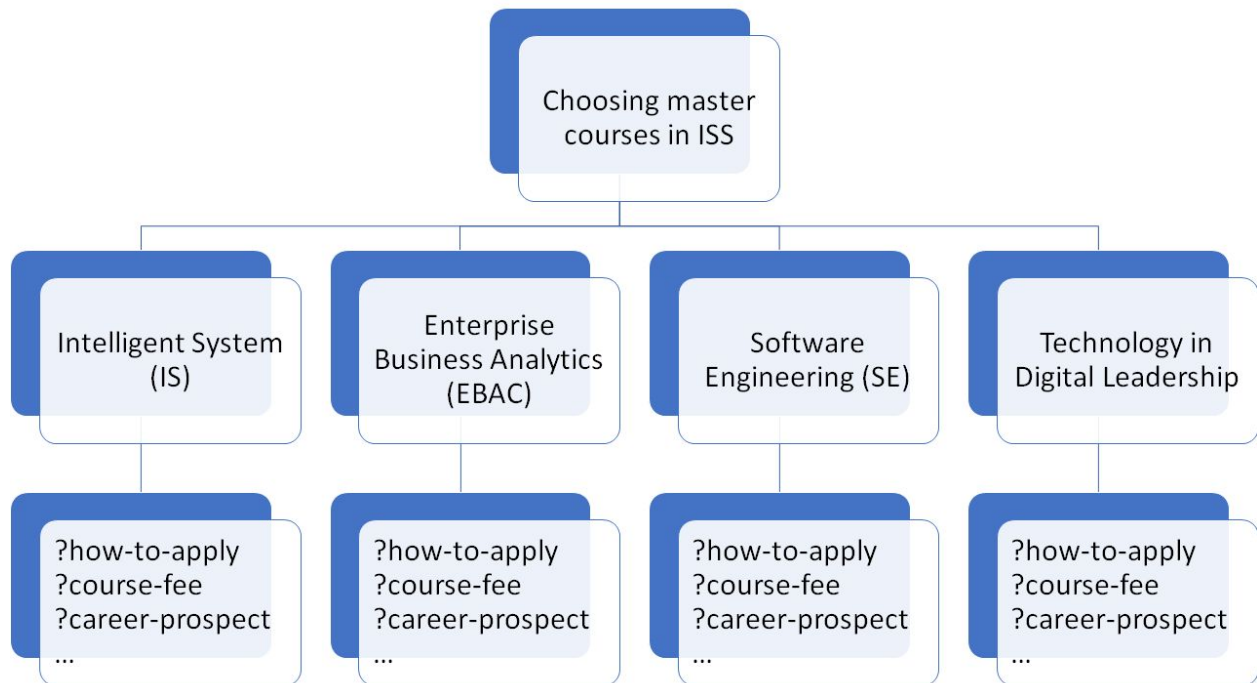 Choosing master
courses in ISS
Intelligent System
(IS)
Enterprise
Business Analytics
(EBAC)
Software
Engineering (SE)
Technology in
Digital Leadership
?how-to-apply
?course-fee
?career-prospect
...
?how-to-apply
?course-fee
?career-prospect
...
?how-to-apply
?course-fee
?career-prospect
...
?how-to-apply
?course-fee
?career-prospect
...